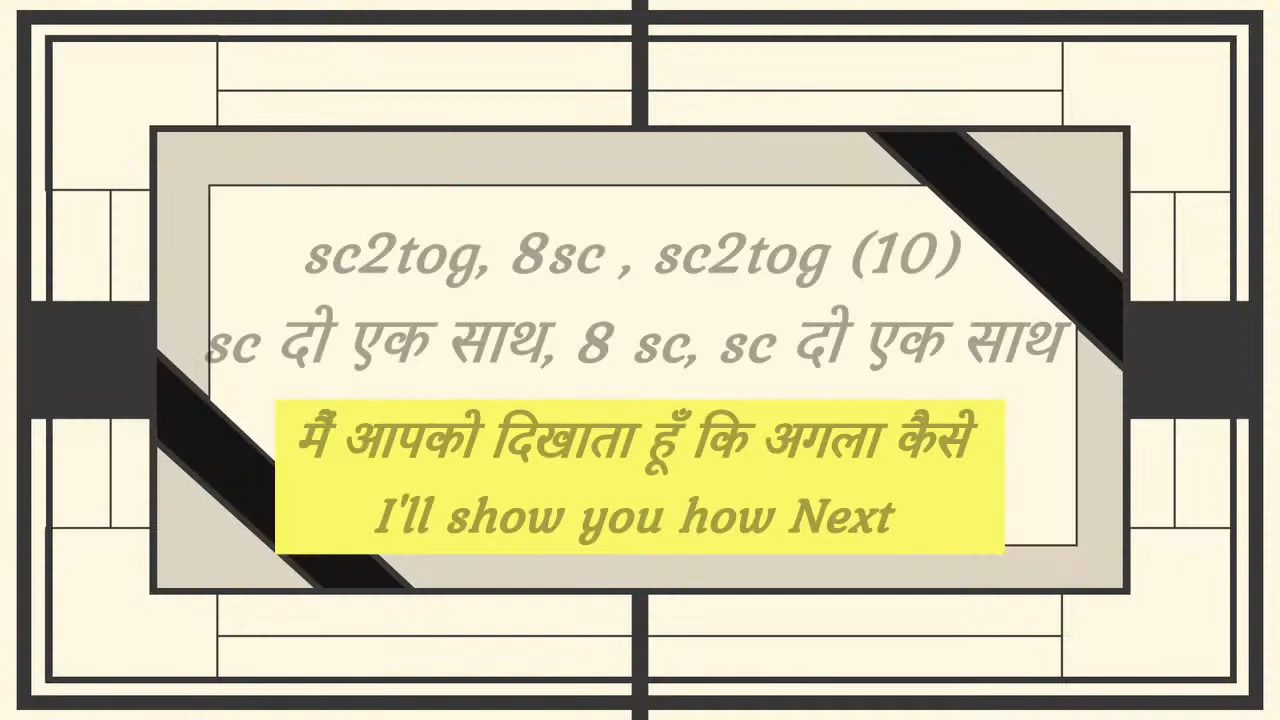 sc2tog, 8sc , sc2tog (10)
sc दो एक साथ, 8 sc, sc दो एक साथ
मैं आपको दिखाता हूँ कि अगला कैसे
I'll show you how Next